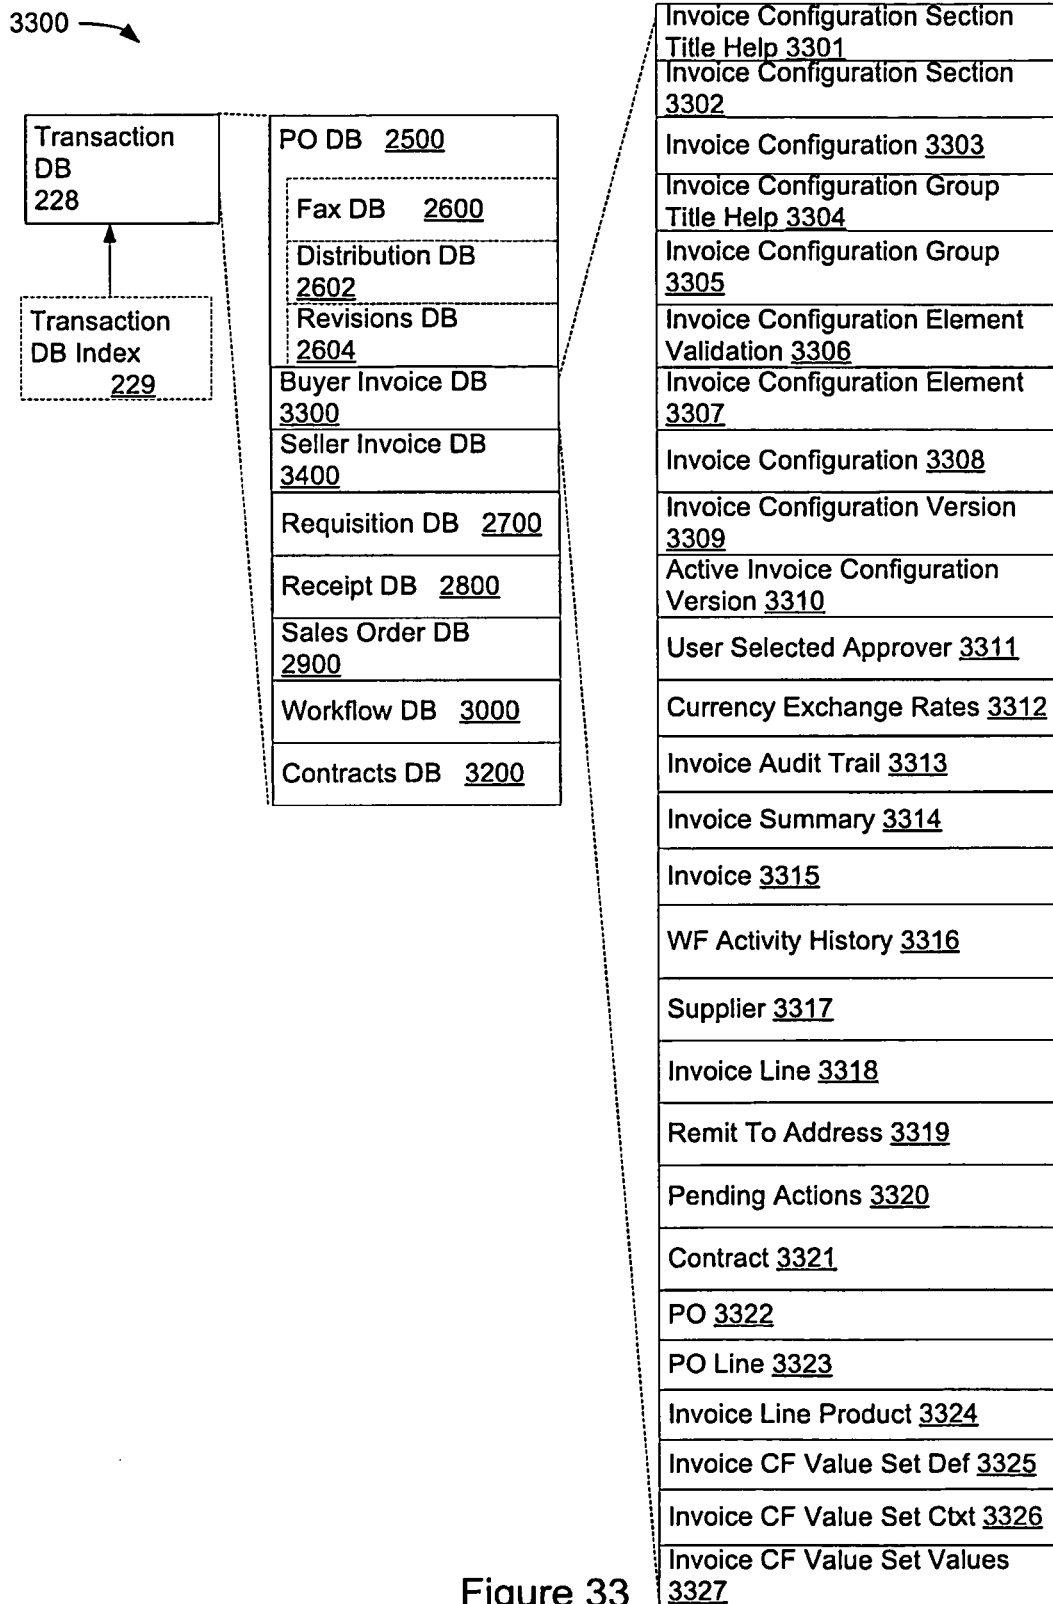 3300
Transaction
DB
228
Transaction
DB Index
229
PO DB 2500
Fax DB 2600
Distribution DB
2602
Revisions DB
2604
Buyer Invoice DB
3300
Seller Invoice DB
3400
Requisition DB 2700
Receipt DB 2800
Sales Order DB
2900
Workflow DB 3000
Contracts DB 3200
Invoice Configuration Section
Title Help 3301
Invoice Configuration Section
3302
Invoice Configuration 3303
Invoice Configuration Group
Title Help 3304
Invoice Configuration Group
3305
Invoice Configuration Element
Validation 3306
Invoice Configuration Element
3307
Invoice Configuration 3308
Invoice Configuration Version
3309
Active Invoice Configuration
Version 3310
User Selected Approver 3311
Currency Exchange Rates 3312
Invoice Audit Trail 3313
Invoice Summary 3314
Invoice 3315
WF Activity History 3316
Supplier 3317
Invoice Line 3318
Remit To Address 3319
Pending Actions 3320
Contract 3321
PO 3322
PO Line 3323
Invoice Line Product 3324
Invoice CF Value Set Def 3325
Invoice CF Value Set Ctxt 3326
Invoice CF Value Set Values
3327
Figure 33